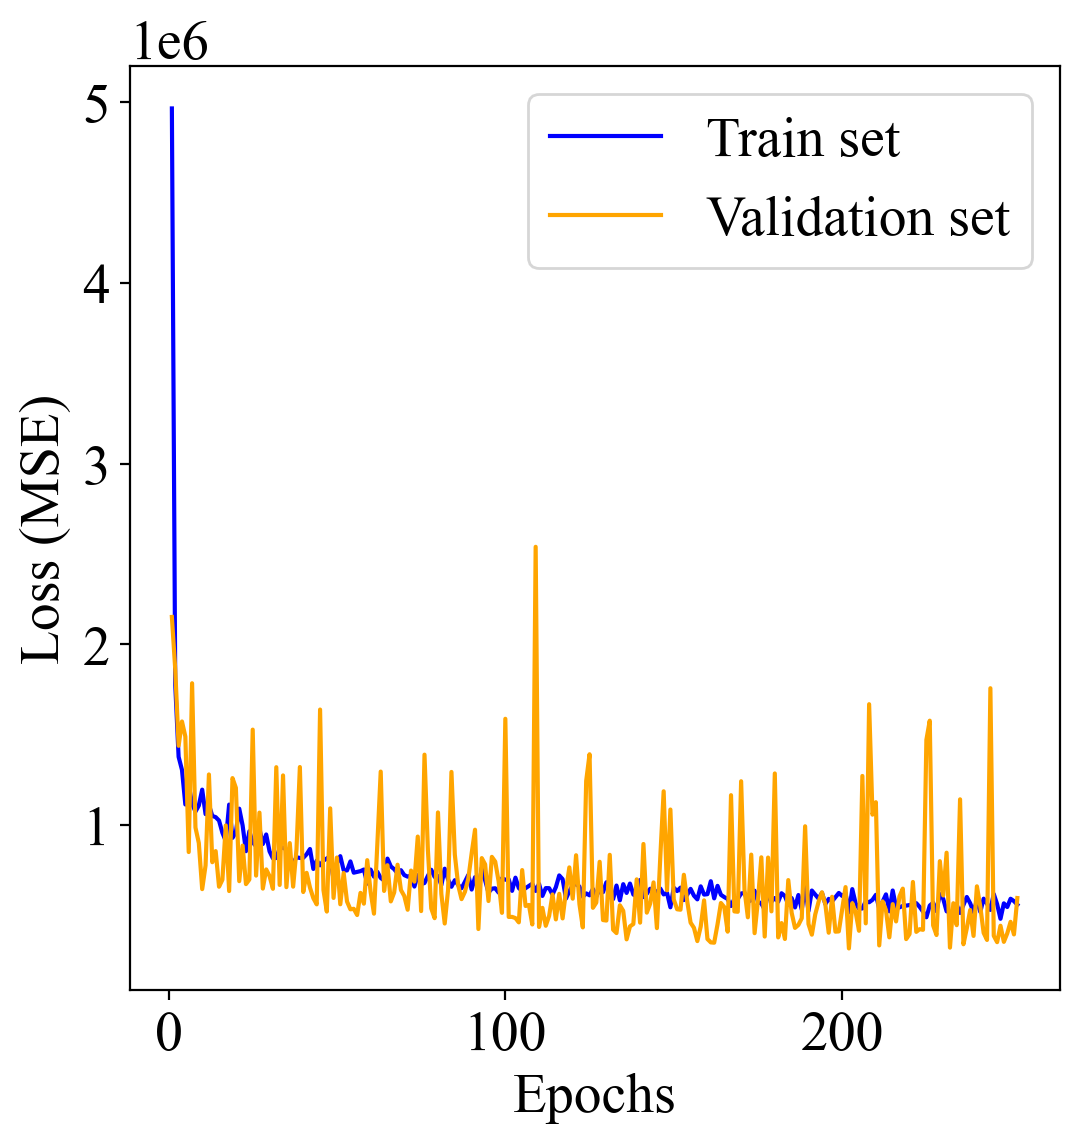 1e6
5
4
3
2
1
Loss (MSE)
Train set
Validation set
0 100 200
Epochs